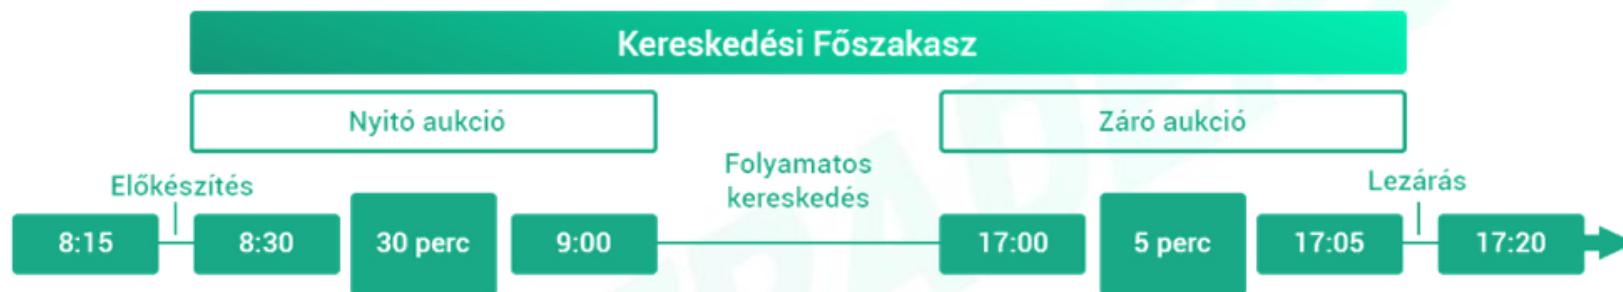 Kereskedési Főszakasz
Nyitó aukció
Záró aukció
Előkészítés
Folyamatos
kereskedés
Lezárás
8:15
8:30
30 perc
9:00
17:00
5 perc
17:05
17:20